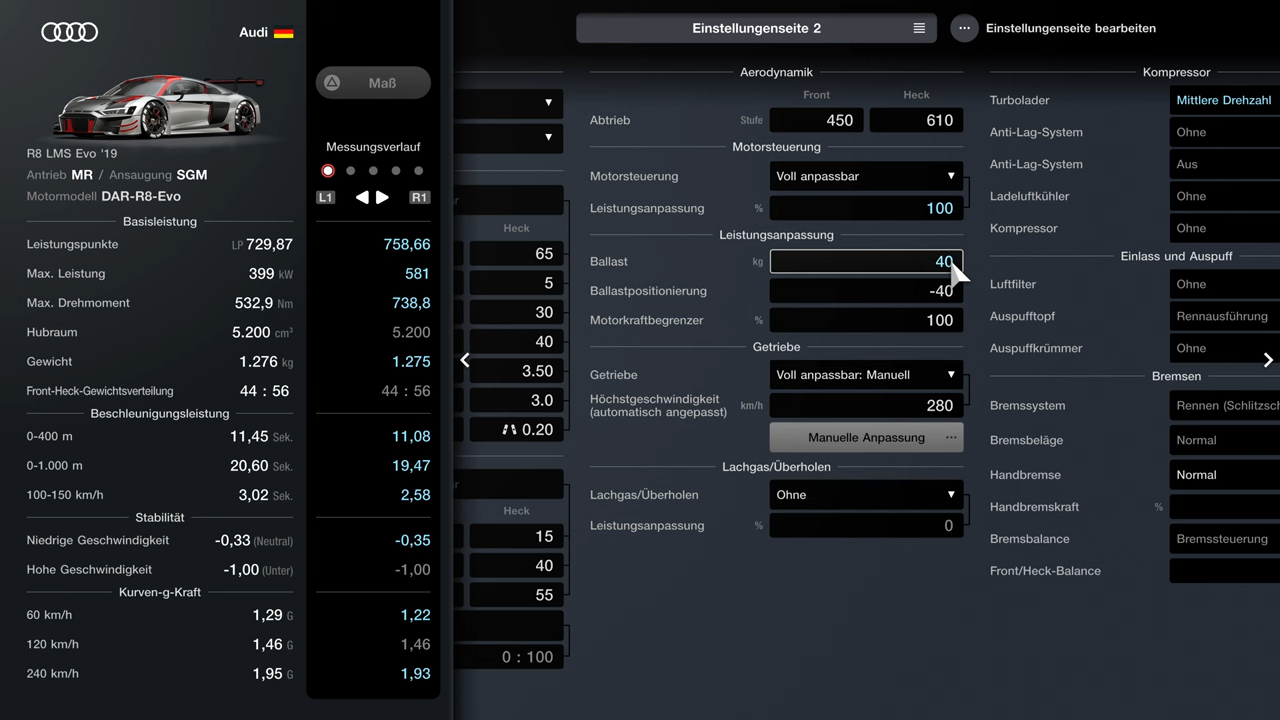 Audi
R8 LMS Evo '19
Antrieb MR / Ansaugung SGM
Motormodell DAR-R8-Evo
Basisleistung
Leistungspunkte LP 729,87 758,66
Max. Leistung 399 kW 581
Max. Drehmoment 532,9 Nm 738,8
Hubraum 5.200 cm³ 5.200
Gewicht 1.276 kg 1.275
Front-Heck-Gewichtsverteilung 44 : 56 44 : 56
Beschleunigungsleistung
0-400 m 11,45 Sek. 11,08
0-1.000 m 20,60 Sek. 19,47
100-150 km/h 3,02 Sek. 2,58
Stabilität
Niedrige Geschwindigkeit -0,33 (Neutral) -0,35
Hohe Geschwindigkeit -1,00 (Unter) -1,00
Kurven-g-Kraft
60 km/h 1,29 G 1,22
120 km/h 1,46 G 1,46
240 km/h 1,95 G 1,93
Maß
Messungsverlauf
L1 R1
Heck
65
5
30
40
3.50
3.0
0.20
Heck
15
40
55
0 : 100
Einstellungenseite 2
Einstellungenseite bearbeiten
Aerodynamik
Front Heck
Abtrieb Stufe 450 610
Motorsteuerung
Motorsteuerung Voll anpassbar
Leistungsanpassung % 100
Leistungsanpassung
Ballast kg 40
Ballastpositionierung -40
Motorkraftbegrenzer % 100
Getriebe
Getriebe Voll anpassbar: Manuell
Höchstgeschwindigkeit
(automatisch angepasst) km/h 280
Manuelle Anpassung ...
Lachgas/Überholen
Lachgas/Überholen Ohne
Leistungsanpassung % 0
Kompressor
Turbolader Mittlere Drehzahl
Anti-Lag-System Ohne
Anti-Lag-System Aus
Ladeluftkühler Ohne
Kompressor Ohne
Einlass und Auspuff
Luftfilter Ohne
Auspufftopf Rennausführung
Auspuffkrümmer Ohne
Bremsen
Bremssystem Rennen (Schlitzsch
Bremsbeläge Normal
Handbremse Normal
Handbremskraft %
Bremsbalance Bremssteuerung
Front/Heck-Balance